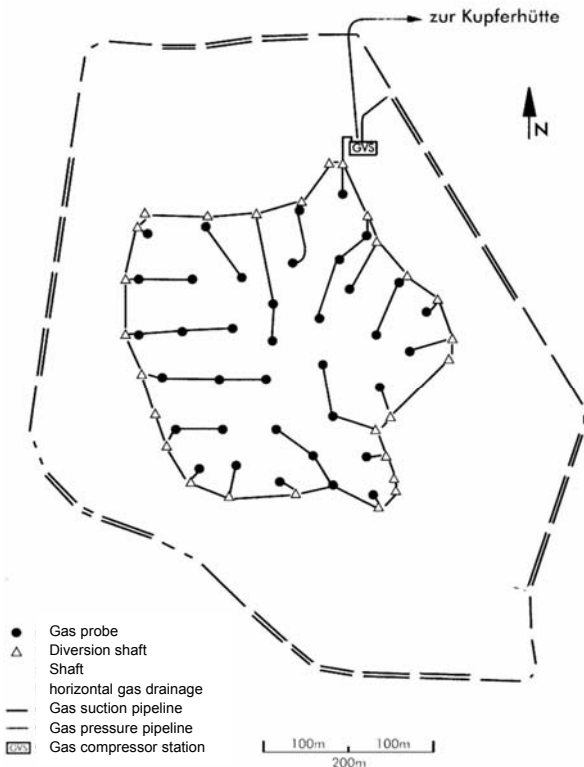 zur Kupferhütte
N
GVS
Gas probe
Diversion shaft
Shaft
horizontal gas drainage
Gas suction pipeline
Gas pressure pipeline
GVS Gas compressor station
100m 100m
200m